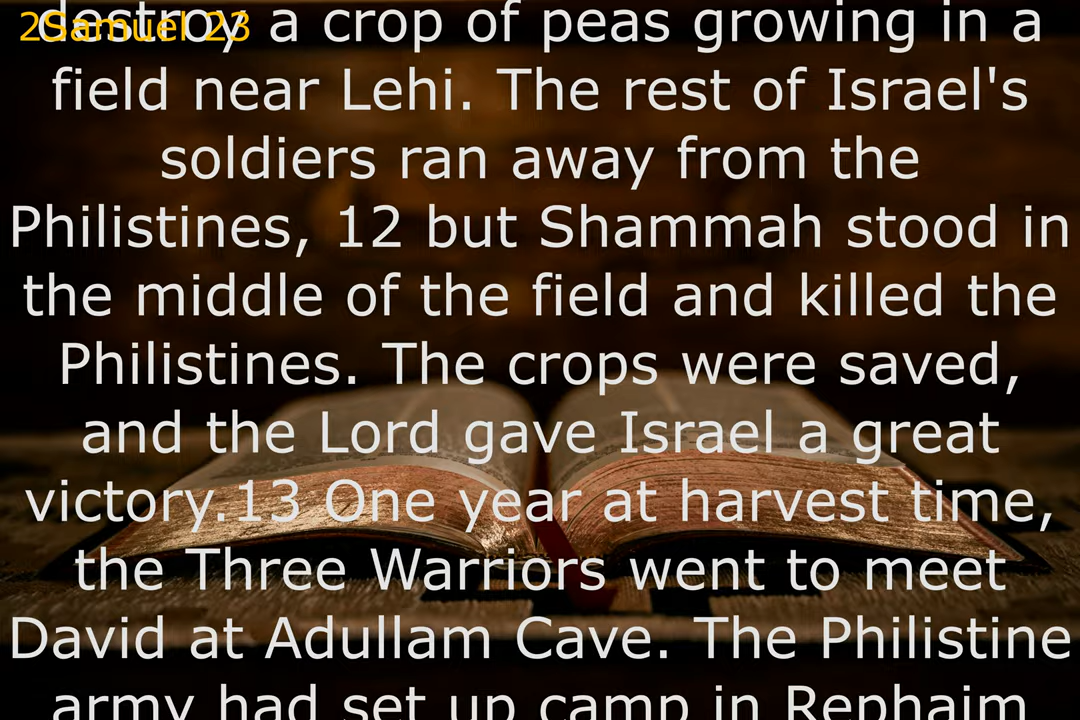 2Samuel 23
destroy a crop of peas growing in a
field near Lehi. The rest of Israel's
soldiers ran away from the
Philistines, 12 but Shammah stood in
the middle of the field and killed the
Philistines. The crops were saved,
and the Lord gave Israel a great
victory.13 One year at harvest time,
the Three Warriors went to meet
David at Adullam Cave. The Philistine
army had set up camp in Rephaim